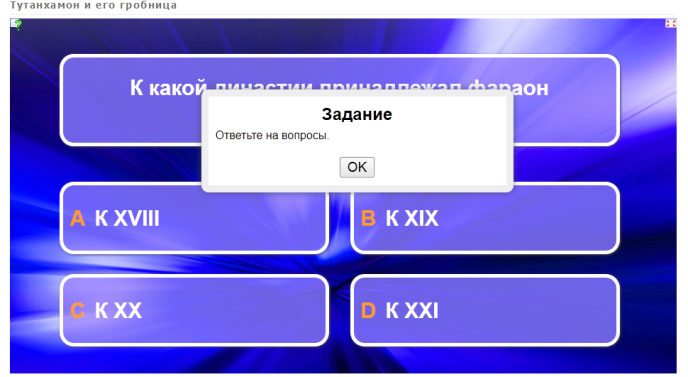 Тутанхамон и его гробница
К какой династии принадлежал фараон
Задание
Ответьте на вопросы.
OK
A К XVIII
B К XIX
C К XX
D К XXI